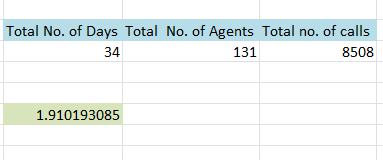 Total No. of Days Total No. of Agents Total no. of calls
34 131 8508
1.910193085